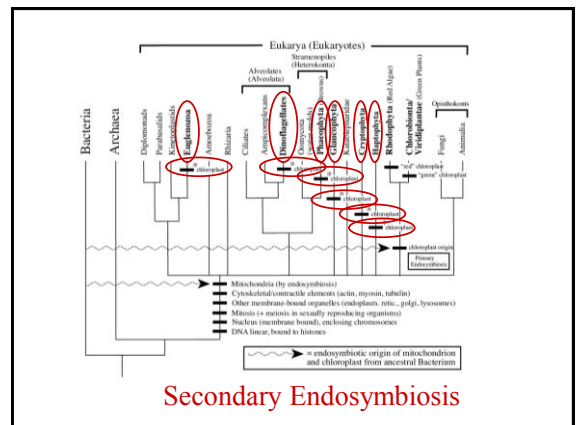 Eukarya (Eukaryotes)
Stramenopiles
(Heterokonta)
Alveolates
(Alveolata)
Opisthokonts
Bacteria
Archaea
Diplomonads
Parabasalids
Kinetoplastids
Euglenozoa
Amoebozoa
Rhizaria
Ciliates
Apicomplexans
Dinoflagellates
Oomycota
Phaeophyta
Glaucophyta
Cryptophyta
Haptophyta
Rhodophyta (Red Algae)
Chlorobionta/
Viridiplantae (Green Plants)
Fungi
Animalia
chloroplast
chloroplast
chloroplast
chloroplast
chloroplast
chloroplast
"red" chloroplast
"green" chloroplast
chloroplast origin
Primary
Endosymbiosis
Mitochondria (by endosymbiosis)
Cytoskeletal/contractile elements (actin, myosin, tubulin)
Other membrane-bound organelles (endoplasm. retic., golgi, lysosomes)
Mitosis (+ meiosis in sexually reproducing organisms)
Nucleus (membrane bound), enclosing chromosomes
DNA linear, bound to histones
= endosymbiotic origin of mitochondrion
and chloroplast from ancestral Bacterium
Secondary Endosymbiosis